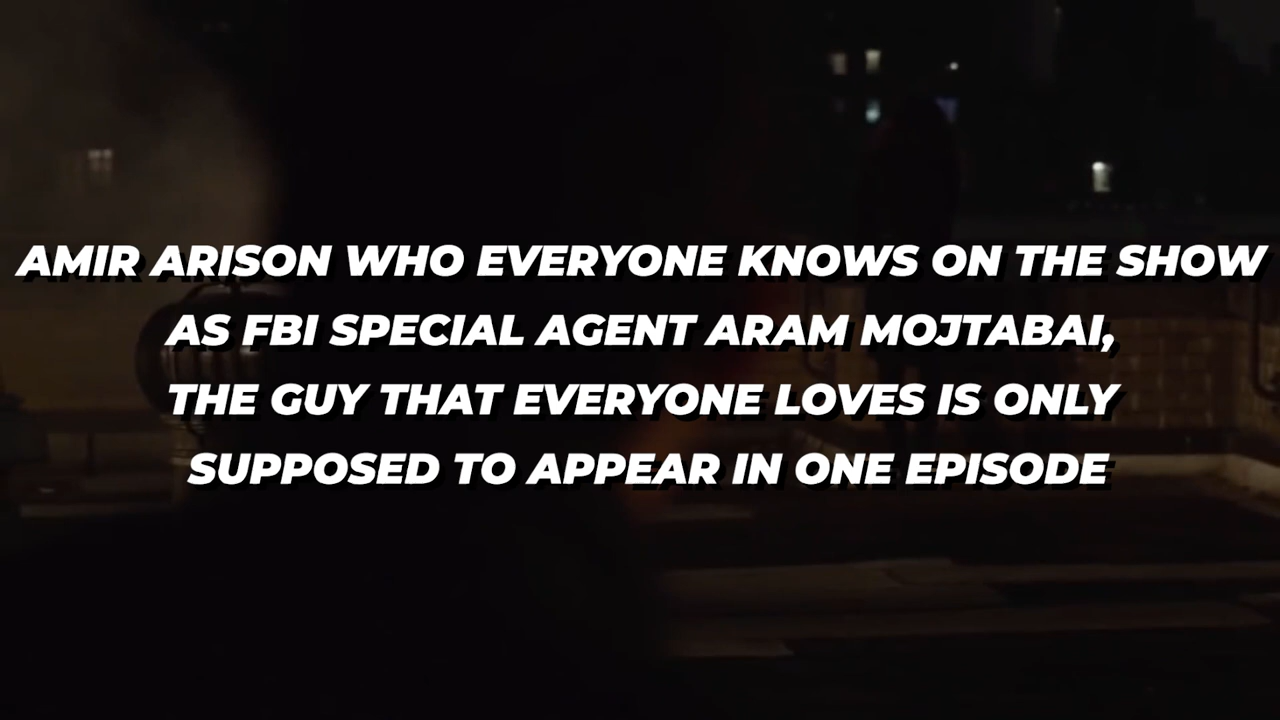 AMIR ARISON WHO EVERYONE KNOWS ON THE SHOW
AS FBI SPECIAL AGENT ARAM MOJTABAI,
THE GUY THAT EVERYONE LOVES IS ONLY
SUPPOSED TO APPEAR IN ONE EPISODE